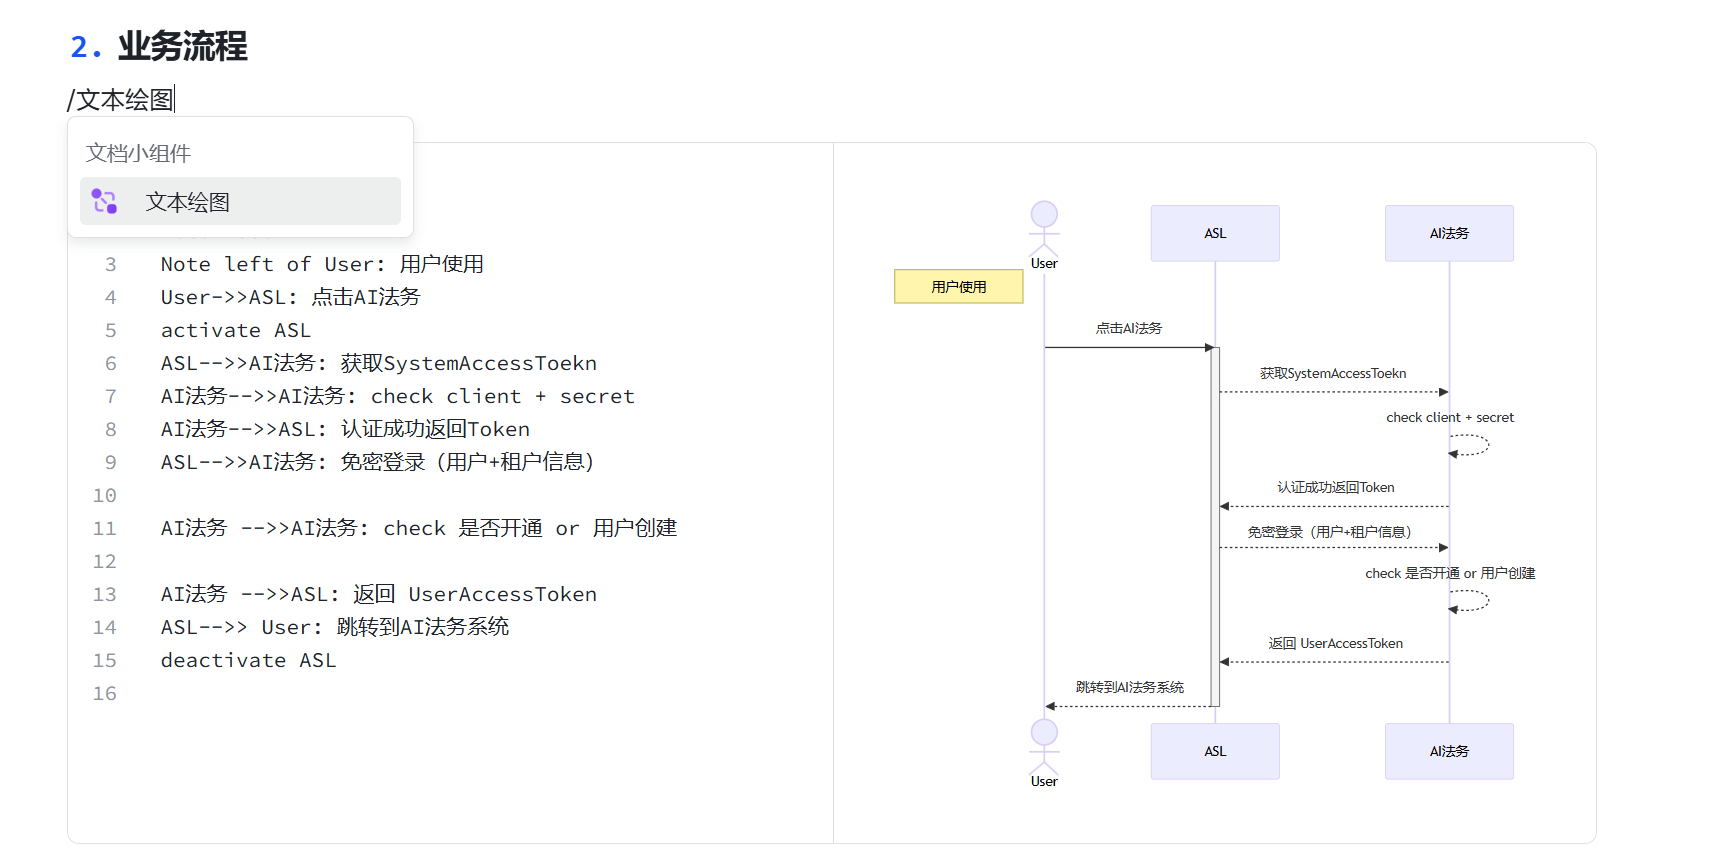 2. 业务流程
/文本绘图
文档小组件
文本绘图
3 Note left of User: 用户使用
4 User->>ASL: 点击AI法务
5 activate ASL
6 ASL-->>AI法务: 获取SystemAccessToekn
7 AI法务-->>AI法务: check client + secret
8 AI法务-->>ASL: 认证成功返回Token
9 ASL-->>AI法务: 免密登录（用户+租户信息）
10
11 AI法务 -->>AI法务: check 是否开通 or 用户创建
12
13 AI法务 -->>ASL: 返回 UserAccessToken
14 ASL-->> User: 跳转到AI法务系统
15 deactivate ASL
16
User
ASL
AI法务
用户使用
点击AI法务
获取SystemAccessToekn
check client + secret
认证成功返回Token
免密登录（用户+租户信息）
check 是否开通 or 用户创建
返回 UserAccessToken
跳转到AI法务系统
User
ASL
AI法务